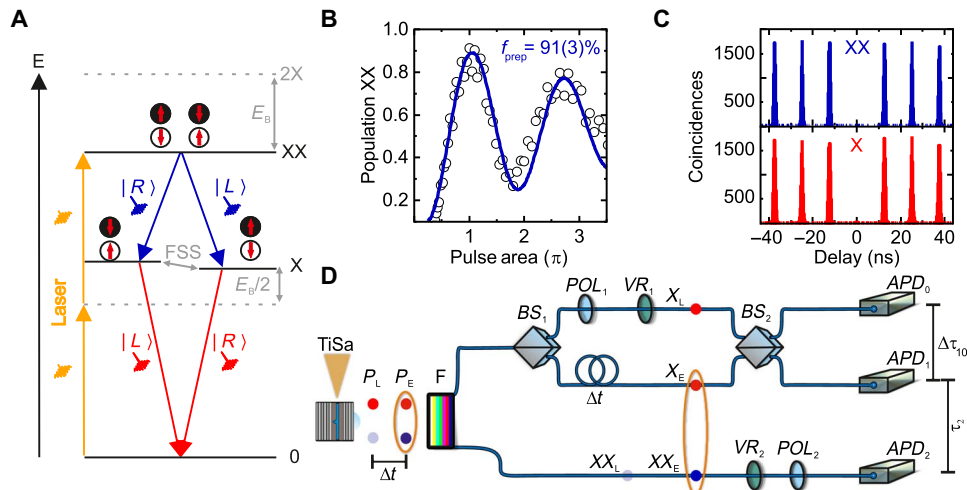 A
E
2X
E_B
XX
|R⟩
|L⟩
FSS
X
E_B/2
Laser
|L⟩
|R⟩
0
B
f_prep = 91(3)%
Population XX
1.0
0.8
0.6
0.4
0.2
0
1
2
3
Pulse area (π)
C
Coincidences
1500
500
XX
1500
500
X
–40
–20
0
20
40
Delay (ns)
D
TiSa
P_L
P_E
F
Δt
BS_1
POL_1
VR_1
X_L
BS_2
APD_0
Δτ_10
Δt
X_E
APD_1
τ_2
XX_L
XX_E
VR_2
POL_2
APD_2